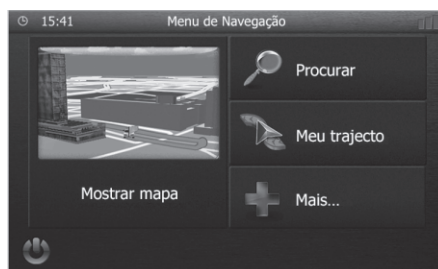 15:41 Menu de Navegação
Procurar
Meu trajecto
Mostrar mapa
Mais...